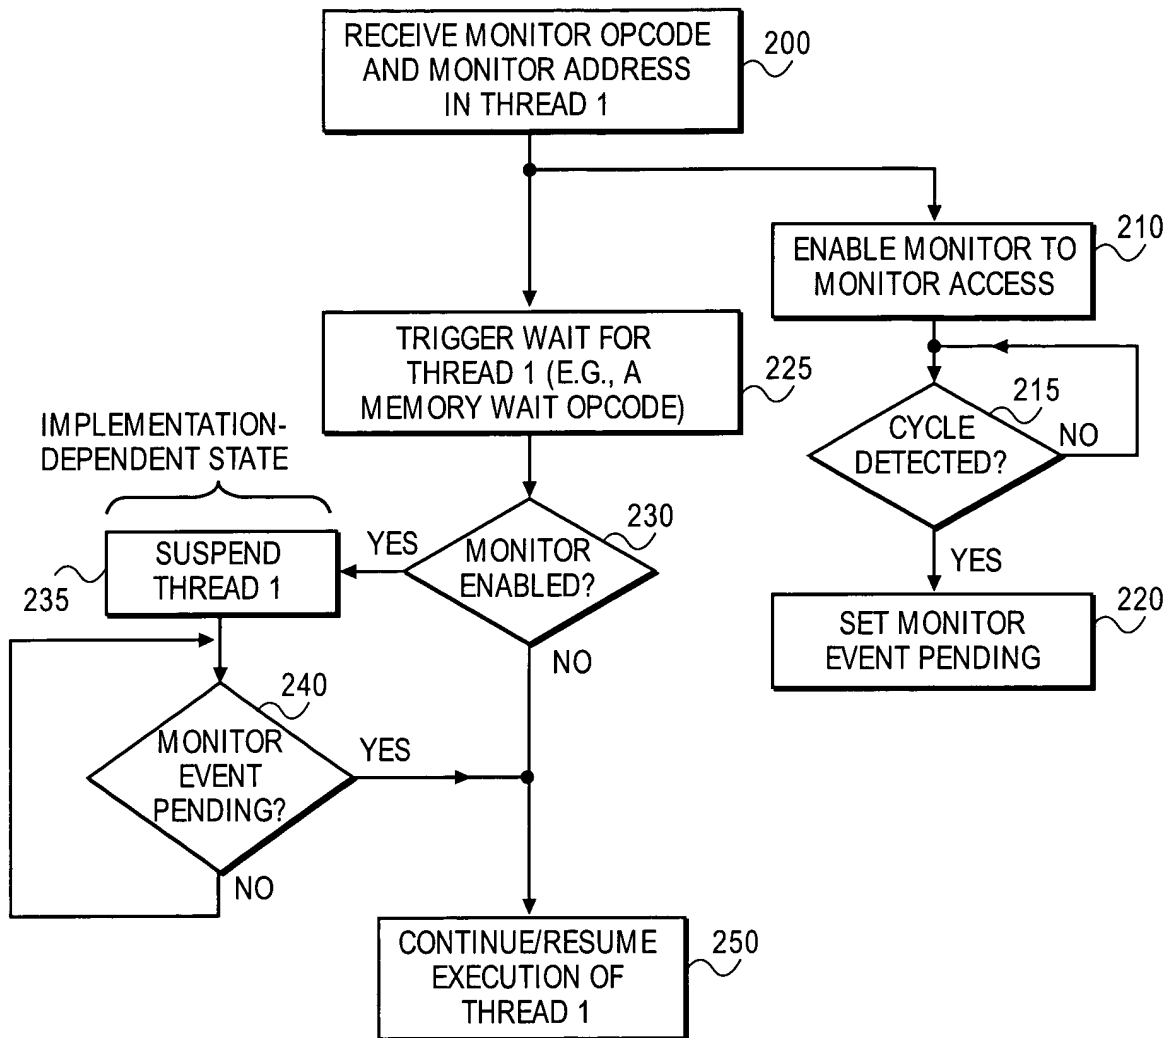 RECEIVE MONITOR OPCODE
AND MONITOR ADDRESS
IN THREAD 1
200
ENABLE MONITOR TO
MONITOR ACCESS
210
TRIGGER WAIT FOR
THREAD 1 (E.G., A
MEMORY WAIT OPCODE)
225
CYCLE
DETECTED?
215
NO
YES
IMPLEMENTATION-
DEPENDENT STATE
SUSPEND
THREAD 1
235
YES
MONITOR
ENABLED?
230
NO
SET MONITOR
EVENT PENDING
220
MONITOR
EVENT
PENDING?
240
YES
NO
CONTINUE/RESUME
EXECUTION OF
THREAD 1
250